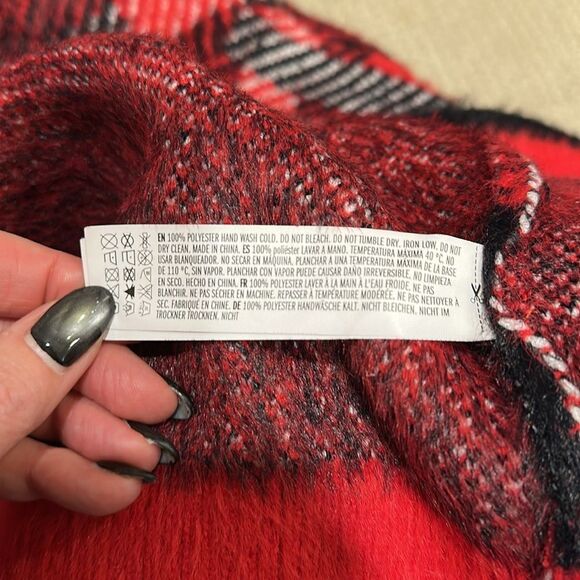 EN 100% POLYESTER HAND WASH COLD. DO NOT BLEACH. DO NOT TUMBLE DRY. IRON LOW. DO NOT
DRY CLEAN. MADE IN CHINA. ES 100% poliéster LAVAR A MANO. TEMPERATURA MÁXIMA 40 ºC. NO
USAR BLANQUEADOR. NO SECAR EN MÁQUINA. PLANCHAR A UNA TEMPERATURA MÁXIMA DE LA BASE
DE 110 °C, SIN VAPOR. PLANCHAR CON VAPOR PUEDE CAUSAR DAÑO IRREVERSIBLE. NO LIMPIEZA
EN SECO. HECHO EN CHINA. FR 100% POLYESTER LAVER À LA MAIN À L'EAU FROIDE. NE PAS
BLANCHIR. NE PAS SÉCHER EN MACHINE. REPASSER À TEMPÉRATURE MODÉRÉE. NE PAS NETTOYER À
SEC. FABRIQUÉ EN CHINE. DE 100% POLYESTER HANDWÄSCHE KALT. NICHT BLEICHEN, NICHT IM
TROCKNER TROCKNEN, NICHT